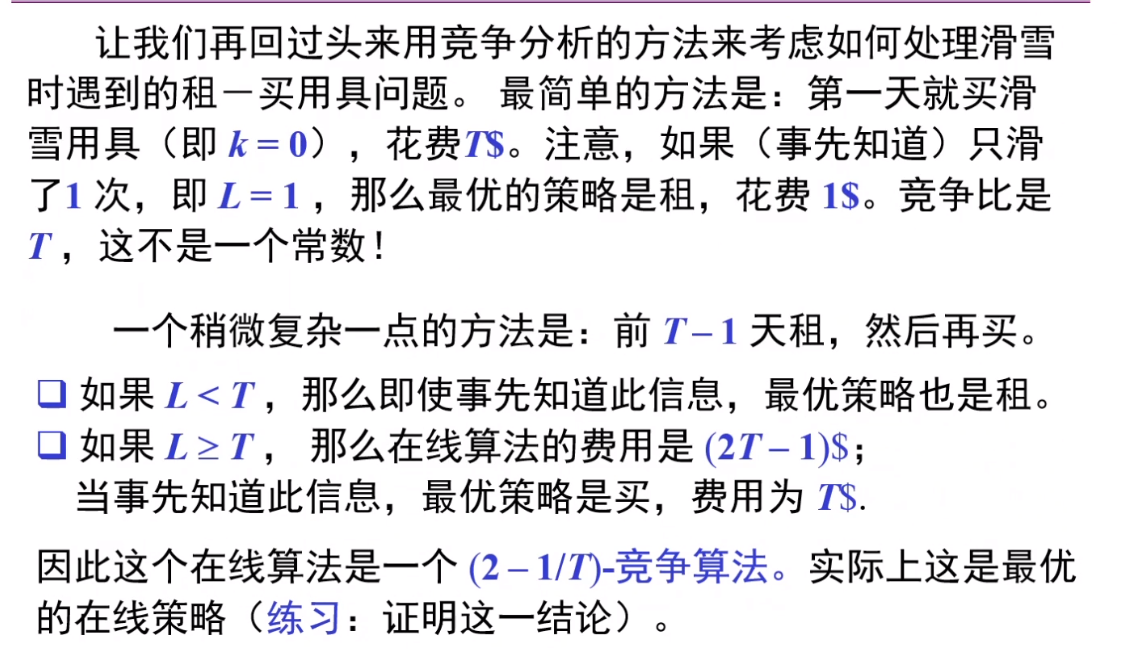 让我们再回过头来用竞争分析的方法来考虑如何处理滑雪
时遇到的租－买用具问题。 最简单的方法是：第一天就买滑
雪用具（即 k = 0），花费T$。注意，如果（事先知道）只滑
了1 次，即 L = 1 ，那么最优的策略是租，花费 1$。竞争比是
T ，这不是一个常数！
一个稍微复杂一点的方法是：前 T – 1 天租，然后再买。
❑ 如果 L < T ，那么即使事先知道此信息，最优策略也是租。
❑ 如果 L ≥ T ， 那么在线算法的费用是 (2T – 1)$；
当事先知道此信息，最优策略是买，费用为 T$.
因此这个在线算法是一个 (2 – 1/T)-竞争算法。实际上这是最优
的在线策略（练习：证明这一结论）。